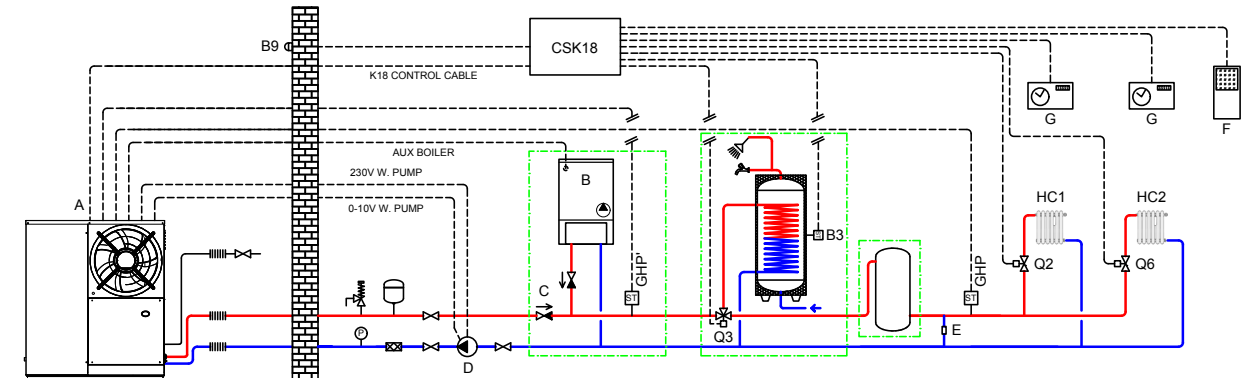 B9
CSK18
K18 CONTROL CABLE
G
G
F
AUX BOILER
230V W. PUMP
0-10V W. PUMP
A
B
B3
HC1
HC2
GHP'
GHP
Q2
Q6
C
ST
ST
Q3
P
D
E